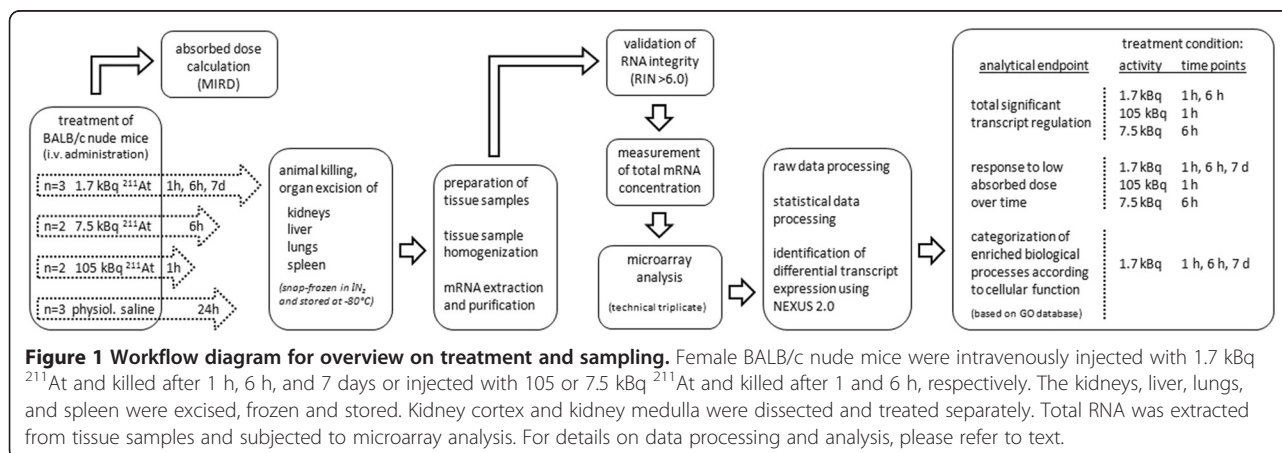 absorbed dose
calculation
(MIRD)
treatment of
BALB/c nude mice
(i.v. administration)
n=3 1.7 kBq ²¹¹At 1h, 6h, 7d
n=2 7.5 kBq ²¹¹At 6h
n=2 105 kBq ²¹¹At 1h
n=3 physiol. saline 24h
animal killing,
organ excision of
kidneys
liver
lungs
spleen
(snap-frozen in lN₂
and stored at -80°C)
preparation of
tissue samples
tissue sample
homogenization
mRNA extraction
and purification
validation of
RNA integrity
(RIN >6.0)
measurement
of total mRNA
concentration
microarray
analysis
(technical triplicate)
raw data processing
statistical data
processing
identification of
differential transcript
expression using
NEXUS 2.0
treatment condition:
analytical endpoint activity time points
total significant
transcript regulation
1.7 kBq 1 h, 6 h
105 kBq 1h
7.5 kBq 6h
response to low
absorbed dose
over time
1.7 kBq 1h, 6h, 7d
105 kBq 1h
7.5 kBq 6h
categorization of
enriched biological
processes according
to cellular function
(based on GO database)
1.7 kBq 1 h, 6 h, 7 d
Figure 1 Workflow diagram for overview on treatment and sampling. Female BALB/c nude mice were intravenously injected with 1.7 kBq
²¹¹At and killed after 1 h, 6 h, and 7 days or injected with 105 or 7.5 kBq ²¹¹At and killed after 1 and 6 h, respectively. The kidneys, liver, lungs,
and spleen were excised, frozen and stored. Kidney cortex and kidney medulla were dissected and treated separately. Total RNA was extracted
from tissue samples and subjected to microarray analysis. For details on data processing and analysis, please refer to text.